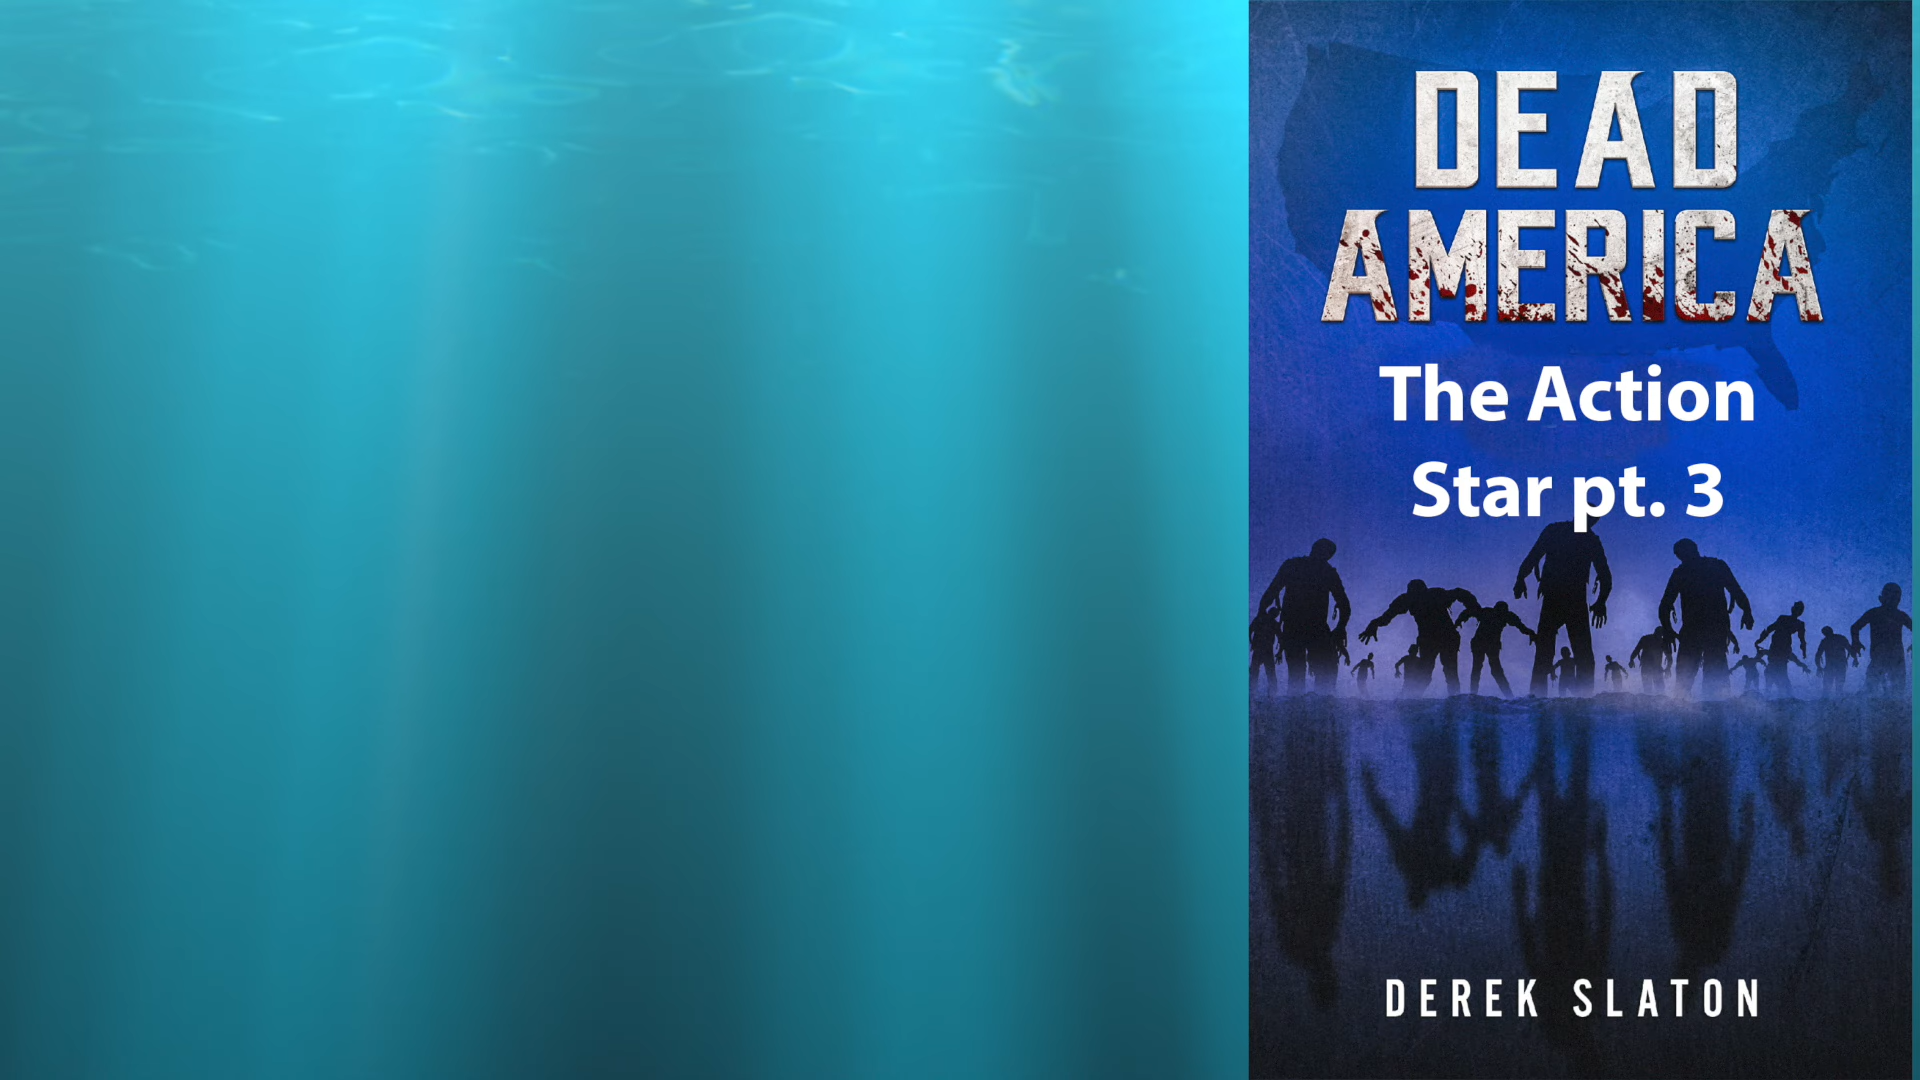 DEAD
AMERICA
The Action
Star pt. 3
DEREK SLATON